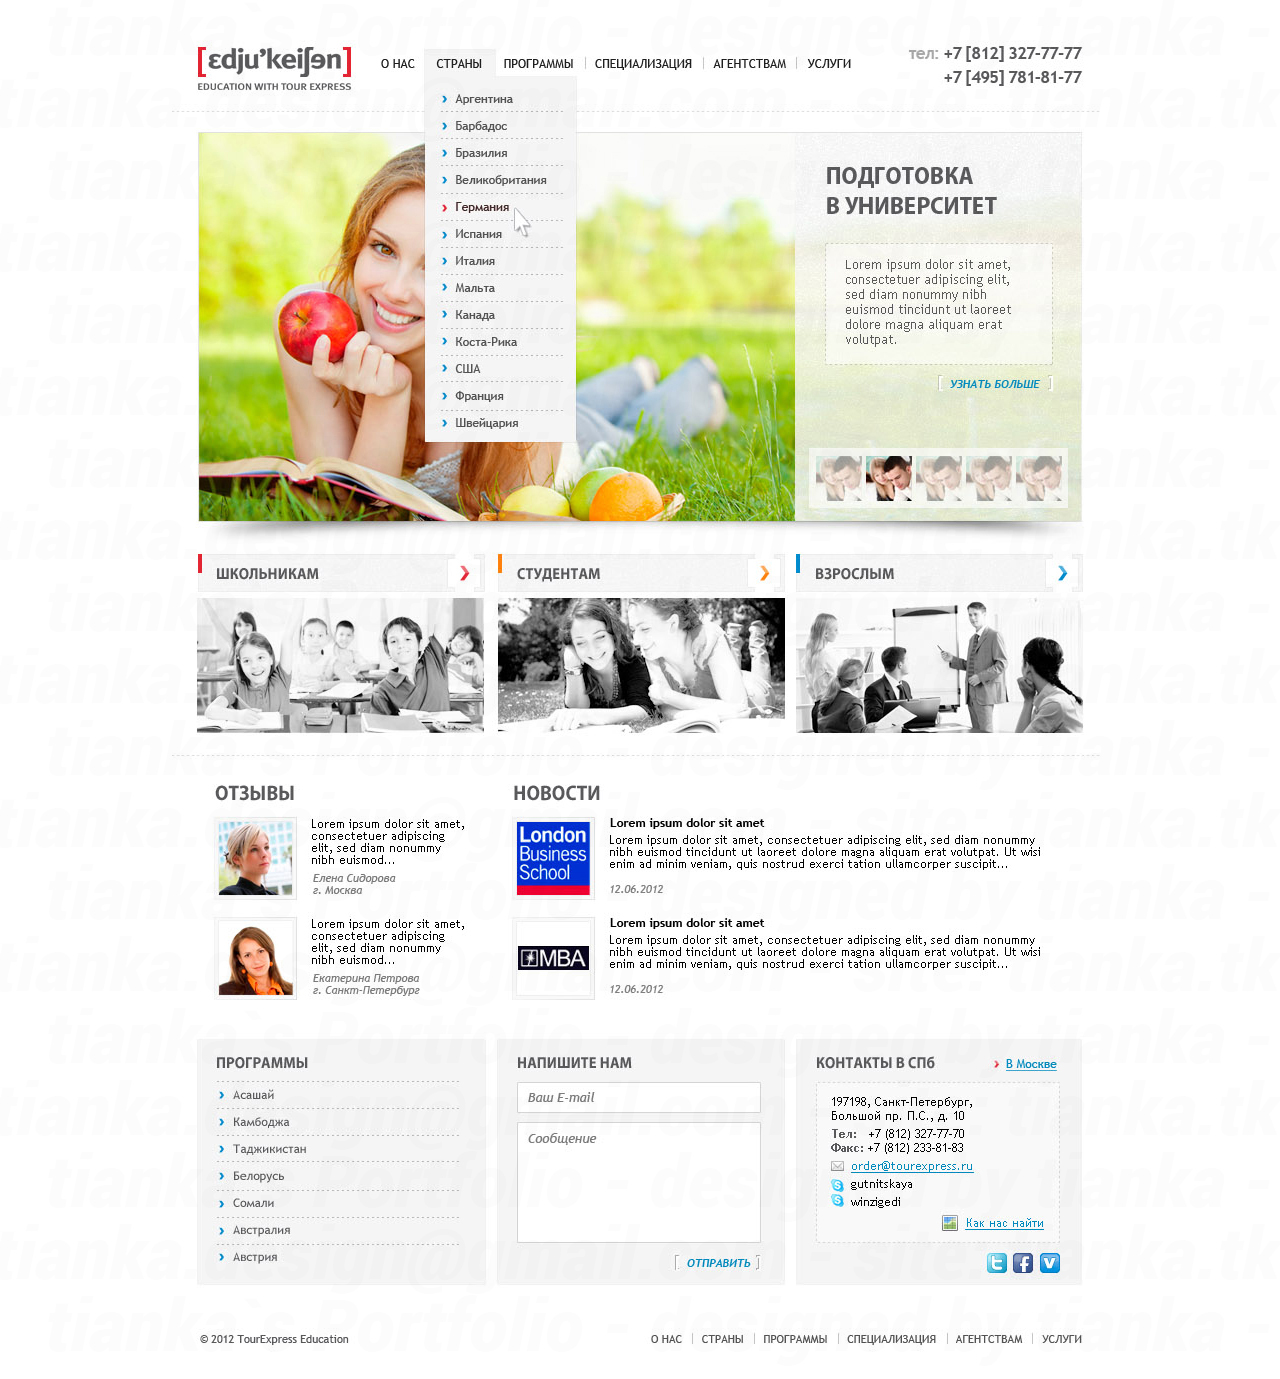 [ɛdju'keiʃən]
EDUCATION WITH TOUR EXPRESS
О НАС
СТРАНЫ
ПРОГРАММЫ
СПЕЦИАЛИЗАЦИЯ
АГЕНТСТВАМ
УСЛУГИ
тел: +7 [812] 327-77-77
+7 [495] 781-81-77
Аргентина
Барбадос
Бразилия
Великобритания
Германия
Испания
Италия
Мальта
Канада
Коста-Рика
США
Франция
Швейцария
ПОДГОТОВКА
В УНИВЕРСИТЕТ
Lorem ipsum dolor sit amet,
consectetuer adipiscing elit,
sed diam nonummy nibh
euismod tincidunt ut laoreet
dolore magna aliquam erat
volutpat.
УЗНАТЬ БОЛЬШЕ
ШКОЛЬНИКАМ
СТУДЕНТАМ
ВЗРОСЛЫМ
ОТЗЫВЫ
Lorem ipsum dolor sit amet,
consectetuer adipiscing
elit, sed diam nonummy
nibh euismod...
Елена Сидорова
г. Москва
Lorem ipsum dolor sit amet,
consectetuer adipiscing
elit, sed diam nonummy
nibh euismod...
Екатерина Петрова
г. Санкт-Петербург
НОВОСТИ
London
Business
School
Lorem ipsum dolor sit amet
Lorem ipsum dolor sit amet, consectetuer adipiscing elit, sed diam nonummy
nibh euismod tincidunt ut laoreet dolore magna aliquam erat volutpat. Ut wisi
enim ad minim veniam, quis nostrud exerci tation ullamcorper suscipit...
12.06.2012
MBA
Lorem ipsum dolor sit amet
Lorem ipsum dolor sit amet, consectetuer adipiscing elit, sed diam nonummy
nibh euismod tincidunt ut laoreet dolore magna aliquam erat volutpat. Ut wisi
enim ad minim veniam, quis nostrud exerci tation ullamcorper suscipit...
12.06.2012
ПРОГРАММЫ
Асашай
Камбоджа
Таджикистан
Белорусь
Сомали
Австралия
Австрия
НАПИШИТЕ НАМ
Ваш E-mail
Сообщение
ОТПРАВИТЬ
КОНТАКТЫ В СПб
В Москве
197198, Санкт-Петербург,
Большой пр. П.С., д. 10
Тел: +7 (812) 327-77-70
Факс: +7 (812) 233-81-83
order@tourexpress.ru
gutnitskaya
winzigedi
Как нас найти
© 2012 TourExpress Education
О НАС
СТРАНЫ
ПРОГРАММЫ
СПЕЦИАЛИЗАЦИЯ
АГЕНТСТВАМ
УСЛУГИ